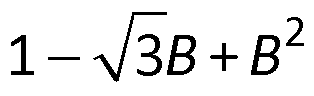 1 − √3B + B²